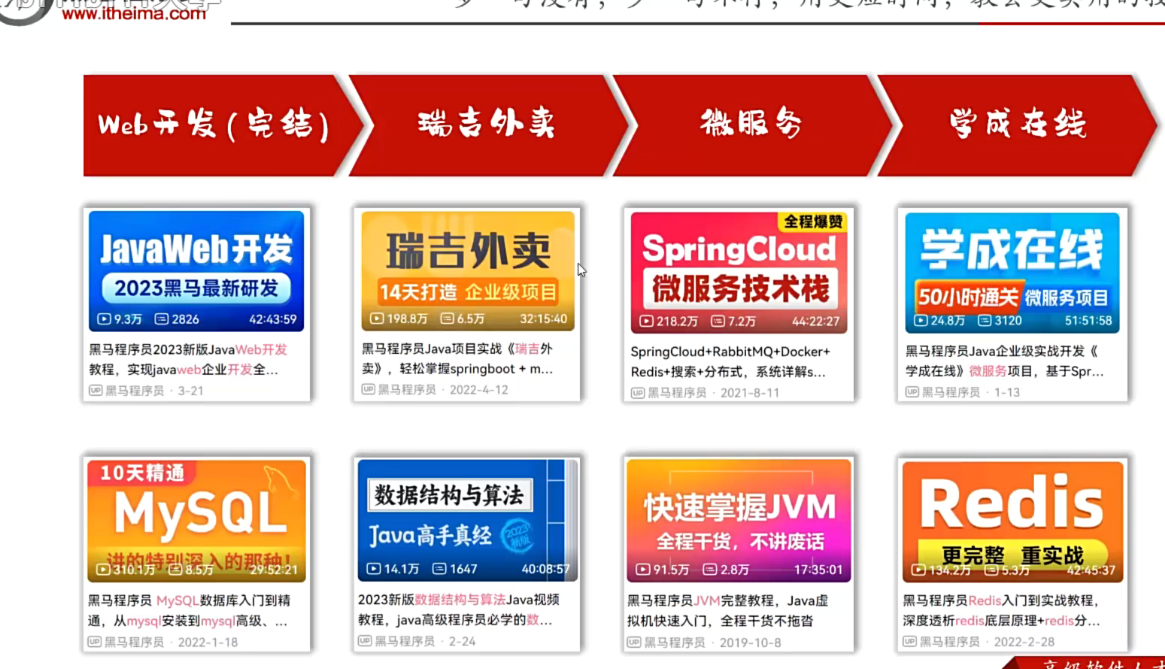 www.itheima.com
Web开发(完结)
瑞吉外卖
微服务
学成在线
JavaWeb开发
2023黑马最新研发
9.3万 2826 42:43:59
黑马程序员2023新版JavaWeb开发
教程，实现javaweb企业开发全...
UP 黑马程序员 · 3-21
瑞吉外卖
14天打造 企业级项目
198.8万 6.5万 32:15:40
黑马程序员Java项目实战《瑞吉外
卖》，轻松掌握springboot + m...
UP 黑马程序员 · 2022-4-12
全程爆赞
SpringCloud
微服务技术栈
218.2万 7.2万 44:22:27
SpringCloud+RabbitMQ+Docker+
Redis+搜索+分布式，系统详解s...
UP 黑马程序员 · 2021-8-11
学成在线
50小时通关 微服务项目
24.8万 3120 51:51:58
黑马程序员Java企业级实战开发《
学成在线》微服务项目，基于Spr...
UP 黑马程序员 · 1-13
10天精通
MySQL
讲的特别深入的那种!
310.1万 8.5万 29:52:21
黑马程序员 MySQL数据库入门到精
通，从mysql安装到mysql高级、...
UP 黑马程序员 · 2022-1-18
数据结构与算法
Java高手真经 2023新版
14.1万 1647 40:08:57
2023新版数据结构与算法Java视频
教程，java高级程序员必学的数...
UP 黑马程序员 · 2-24
快速掌握JVM
全程干货，不讲废话
91.5万 2.8万 17:35:01
黑马程序员JVM完整教程，Java虚
拟机快速入门，全程干货不拖沓
UP 黑马程序员 · 2019-10-8
Redis
更完整 重实战
134.2万 5.3万 42:45:37
黑马程序员Redis入门到实战教程，
深度透析redis底层原理+redis分...
UP 黑马程序员 · 2022-2-28